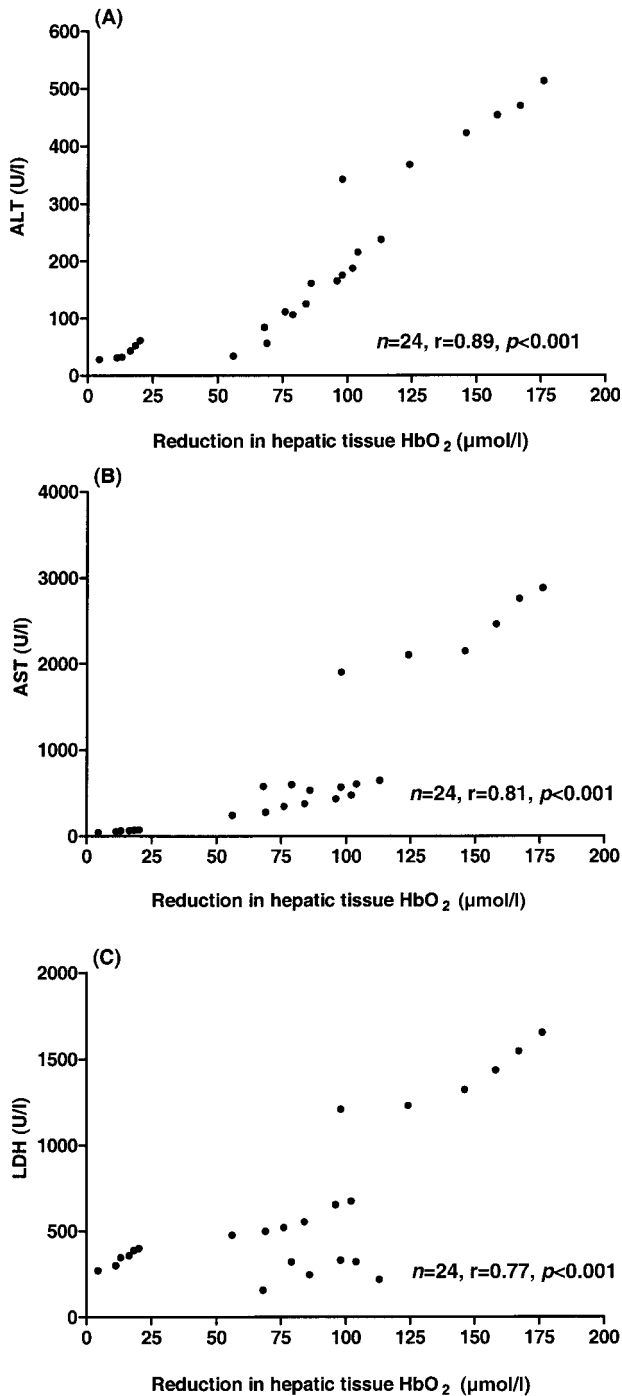 (A)
600
500
400
300
200
100
0
ALT (U/l)
n=24, r=0.89, p<0.001
0 25 50 75 100 125 150 175 200
Reduction in hepatic tissue HbO2 (µmol/l)
(B)
4000
3000
2000
1000
0
AST (U/l)
n=24, r=0.81, p<0.001
0 25 50 75 100 125 150 175 200
Reduction in hepatic tissue HbO2 (µmol/l)
(C)
2000
1500
1000
500
0
LDH (U/l)
n=24, r=0.77, p<0.001
0 25 50 75 100 125 150 175 200
Reduction in hepatic tissue HbO2 (µmol/l)